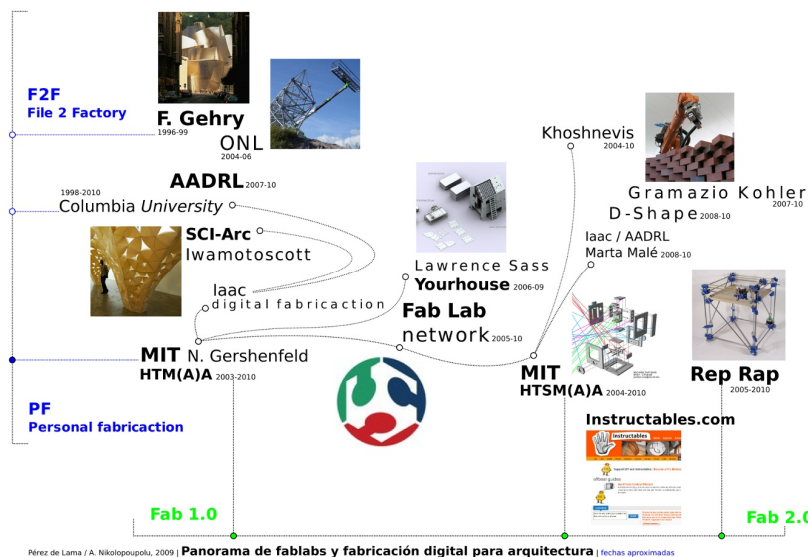 F2F
File 2 Factory
F. Gehry
1996-99
ONL
2004-06
AADRL 2007-10
1998-2010
Columbia University
SCI-Arc
Iwamotoscott
Iaac
digital fabricaction
MIT N. Gershenfeld
HTM(A)A 2003-2010
PF
Personal fabricaction
Lawrence Sass
Yourhouse 2006-09
Fab Lab
network 2005-10
Khoshnevis
2004-10
Gramazio Kohler
2007-10
D-Shape 2008-10
Iaac / AADRL
Marta Malé 2008-10
MIT
HTSM(A)A 2004-2010
Rep Rap
2005-2010
Instructables.com
instructables
Fab 1.0
Fab 2.0
Pérez de Lama / A. Nikolopoupolu, 2009 | Panorama de fablabs y fabricación digital para arquitectura | fechas aproximadas